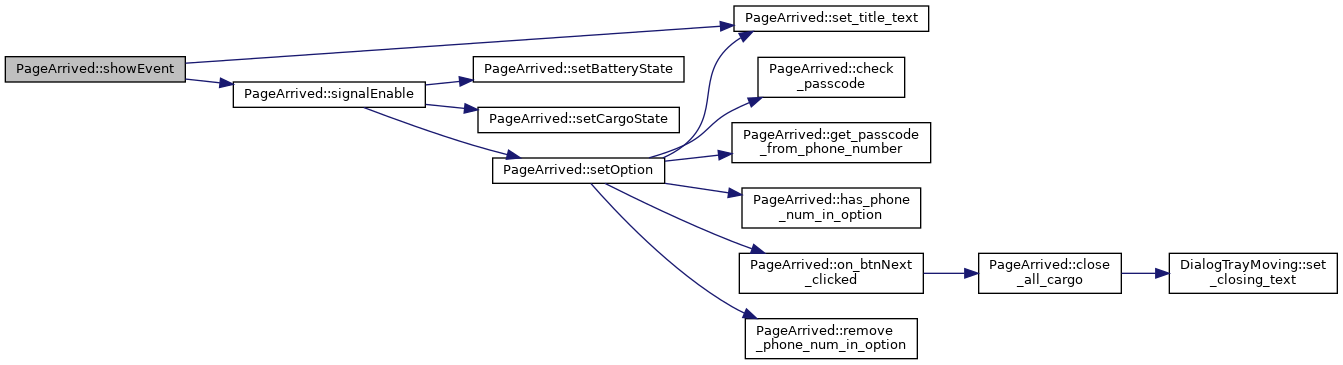 PageArrived::set_title_text
PageArrived::showEvent
PageArrived::signalEnable
PageArrived::setBatteryState
PageArrived::setCargoState
PageArrived::setOption
PageArrived::check
_passcode
PageArrived::get_passcode
_from_phone_number
PageArrived::has_phone
_num_in_option
PageArrived::on_btnNext
_clicked
PageArrived::close
_all_cargo
DialogTrayMoving::set
_closing_text
PageArrived::remove
_phone_num_in_option